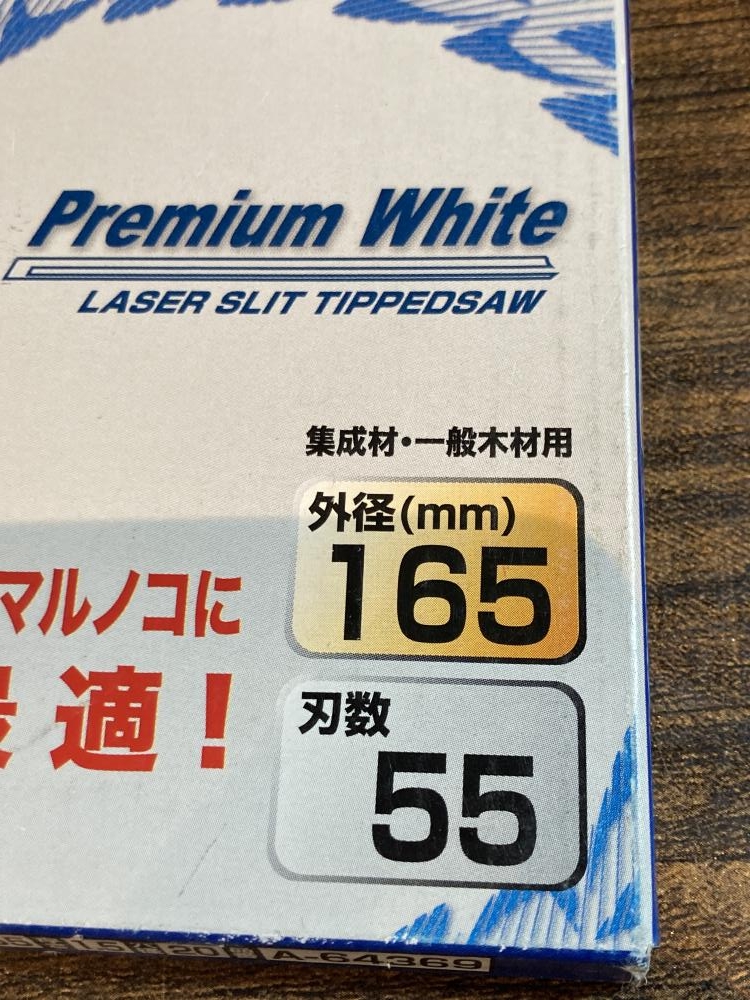 Premium White
LASER SLIT TIPPEDSAW
集成材・一般木材用
外径(mm)
165
マルノコに
適!
刃数
55
A-64369